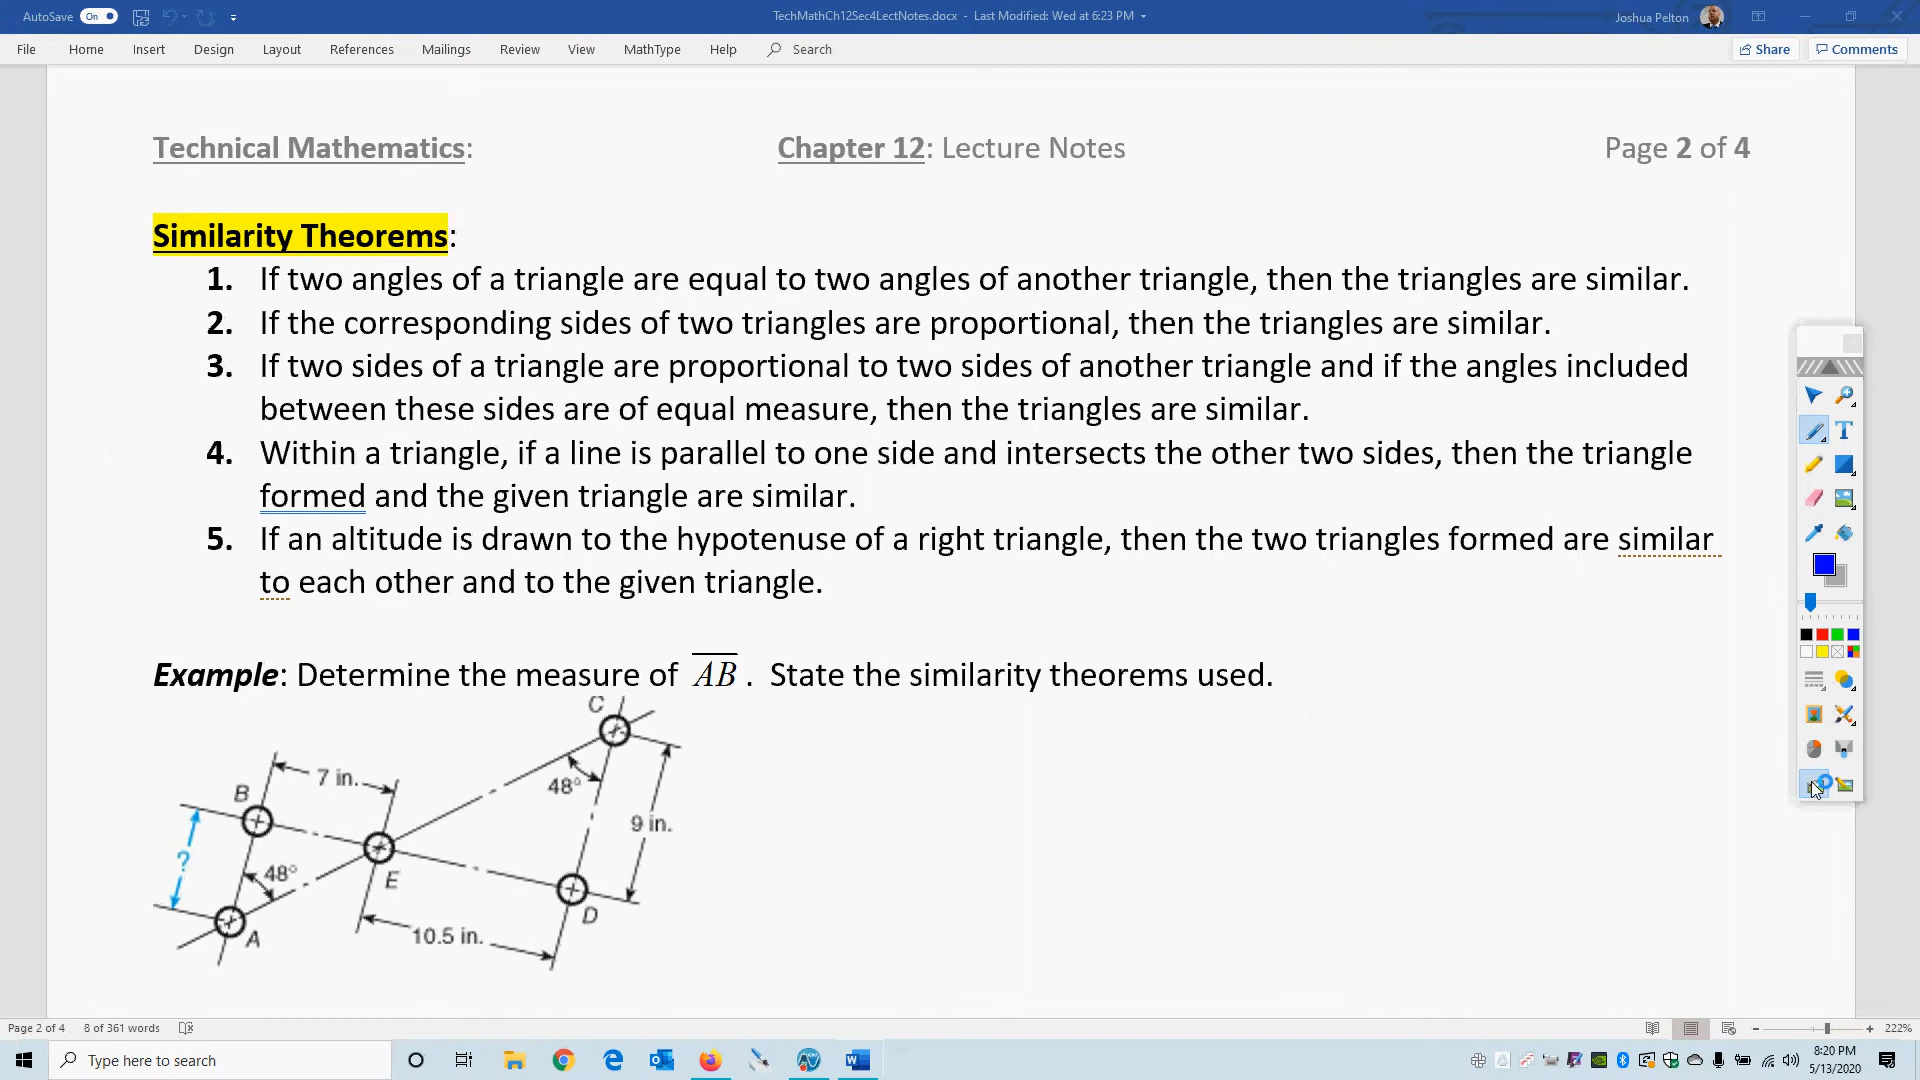 AutoSave On TechMathCh12Sec4LectNotes.docx - Last Modified: Wed at 6:23 PM Joshua Pelton
File Home Insert Design Layout References Mailings Review View MathType Help Search Share Comments
Technical Mathematics: Chapter 12: Lecture Notes Page 2 of 4
Similarity Theorems:
1. If two angles of a triangle are equal to two angles of another triangle, then the triangles are similar.
2. If the corresponding sides of two triangles are proportional, then the triangles are similar.
3. If two sides of a triangle are proportional to two sides of another triangle and if the angles included
between these sides are of equal measure, then the triangles are similar.
4. Within a triangle, if a line is parallel to one side and intersects the other two sides, then the triangle
formed and the given triangle are similar.
5. If an altitude is drawn to the hypotenuse of a right triangle, then the two triangles formed are similar
to each other and to the given triangle.
Example: Determine the measure of AB. State the similarity theorems used.
C
7 in.
48°
B
9 in.
?
48°
E
D
A
10.5 in.
Page 2 of 4 8 of 361 words 222%
Type here to search
8:20 PM
5/13/2020